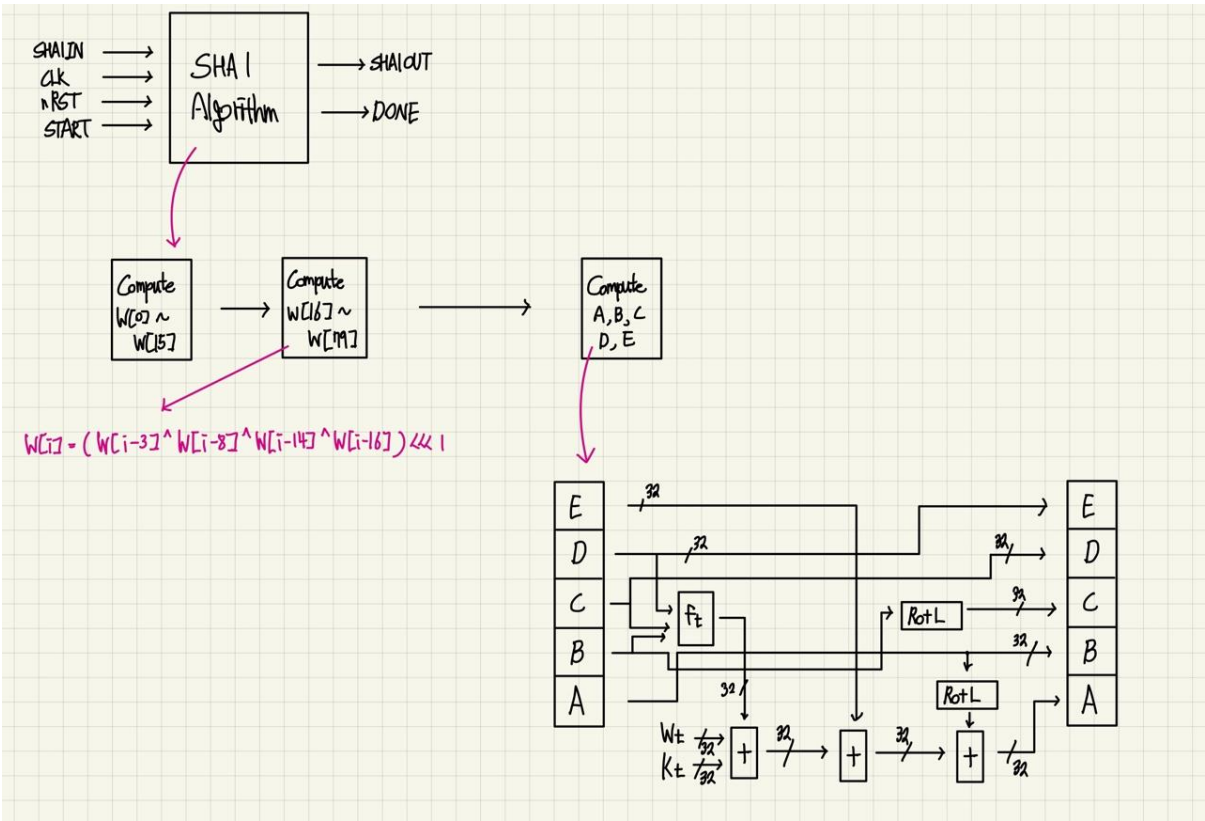 SHA1IN
CLK
nRST
START
SHA1
Algorithm
SHA1OUT
DONE
Compute
W[0] ~
W[15]
Compute
W[16] ~
W[79]
Compute
A, B, C
D, E
W[i] = ( W[i-3] ^ W[i-8] ^ W[i-14] ^ W[i-16] ) <<< 1
E
D
C
B
A
32
32
32
ft
RotL
32
32
32
RotL
Wt
32
Kt
32
+
32
+
32
+
32
E
D
C
B
A